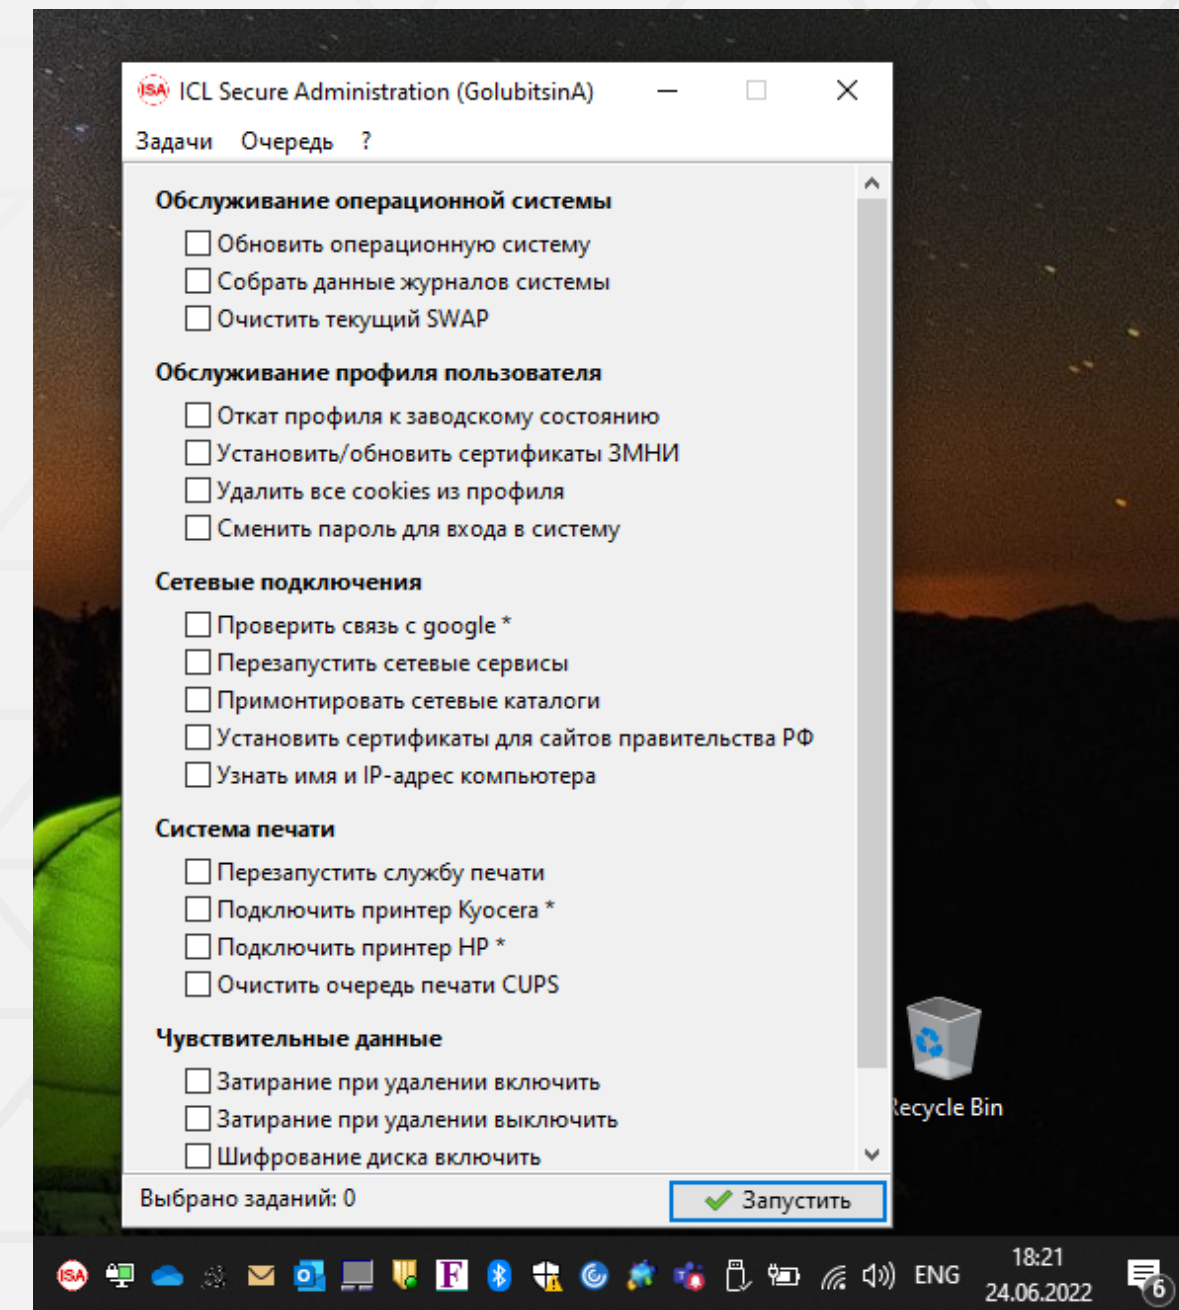 ISA ICL Secure Administration (GolubitsinA)
Задачи Очередь ?
Обслуживание операционной системы
Обновить операционную систему
Собрать данные журналов системы
Очистить текущий SWAP
Обслуживание профиля пользователя
Откат профиля к заводскому состоянию
Установить/обновить сертификаты ЗМНИ
Удалить все cookies из профиля
Сменить пароль для входа в систему
Сетевые подключения
Проверить связь с google *
Перезапустить сетевые сервисы
Примонтировать сетевые каталоги
Установить сертификаты для сайтов правительства РФ
Узнать имя и IP-адрес компьютера
Система печати
Перезапустить службу печати
Подключить принтер Kyocera *
Подключить принтер HP *
Очистить очередь печати CUPS
Чувствительные данные
Затирание при удалении включить
Затирание при удалении выключить
Шифрование диска включить
Recycle Bin
Выбрано заданий: 0
Запустить
ISA F ENG 18:21
24.06.2022
6